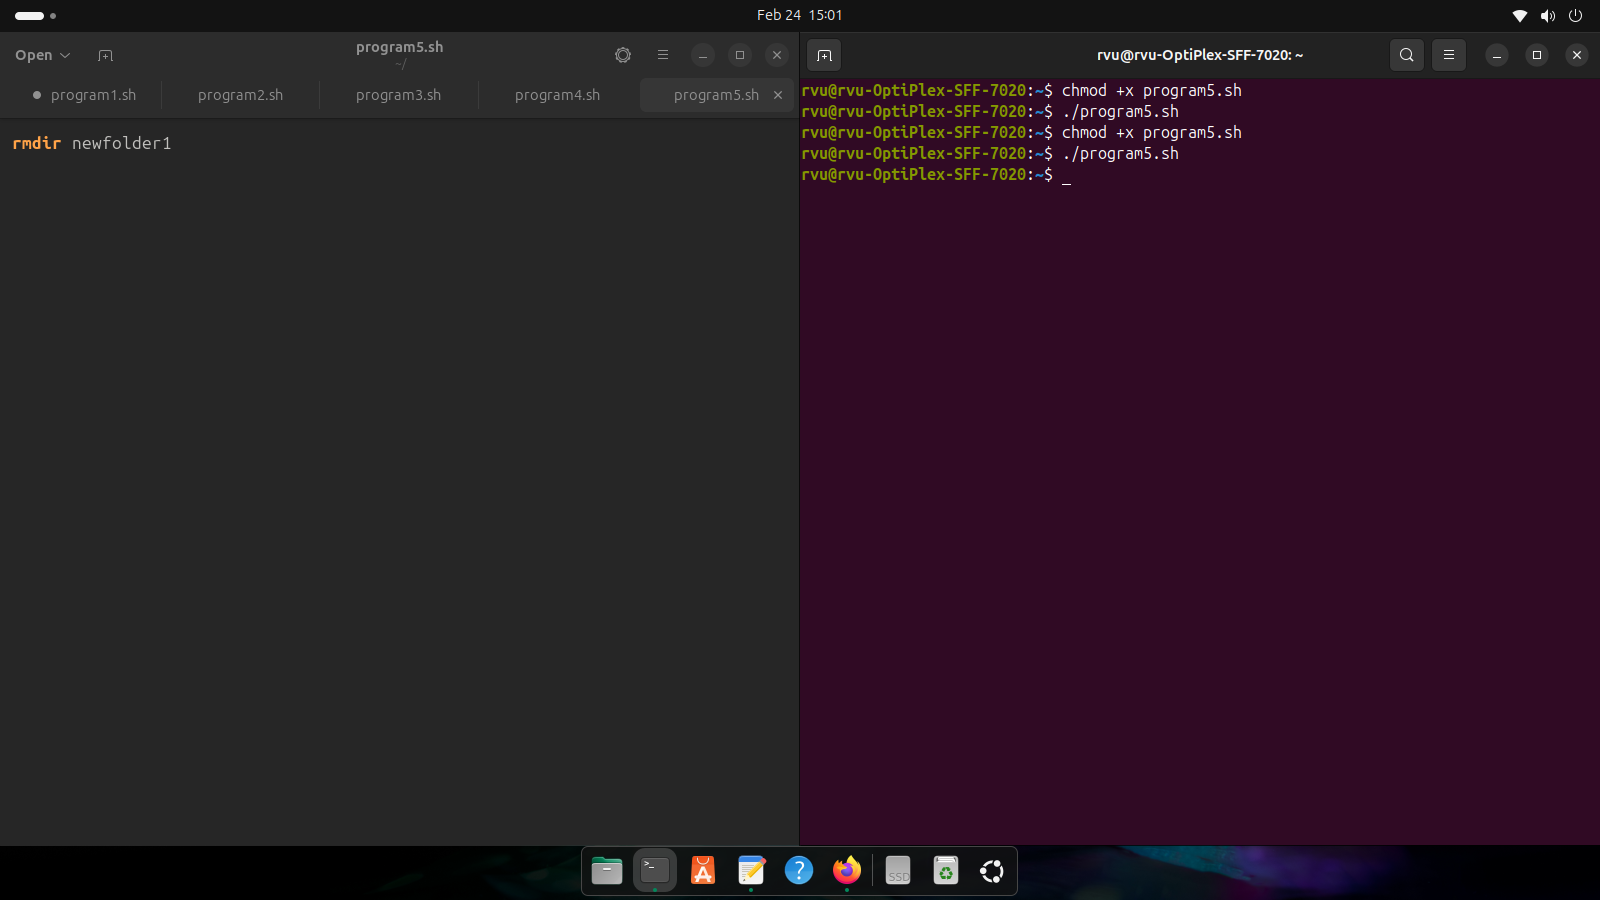 Feb 24 15:01
Open
program5.sh
~/
program1.sh
program2.sh
program3.sh
program4.sh
program5.sh
rmdir newfolder1
rvu@rvu-OptiPlex-SFF-7020: ~
rvu@rvu-OptiPlex-SFF-7020:~$ chmod +x program5.sh
rvu@rvu-OptiPlex-SFF-7020:~$ ./program5.sh
rvu@rvu-OptiPlex-SFF-7020:~$ chmod +x program5.sh
rvu@rvu-OptiPlex-SFF-7020:~$ ./program5.sh
rvu@rvu-OptiPlex-SFF-7020:~$ _
>_
A
?
SSD